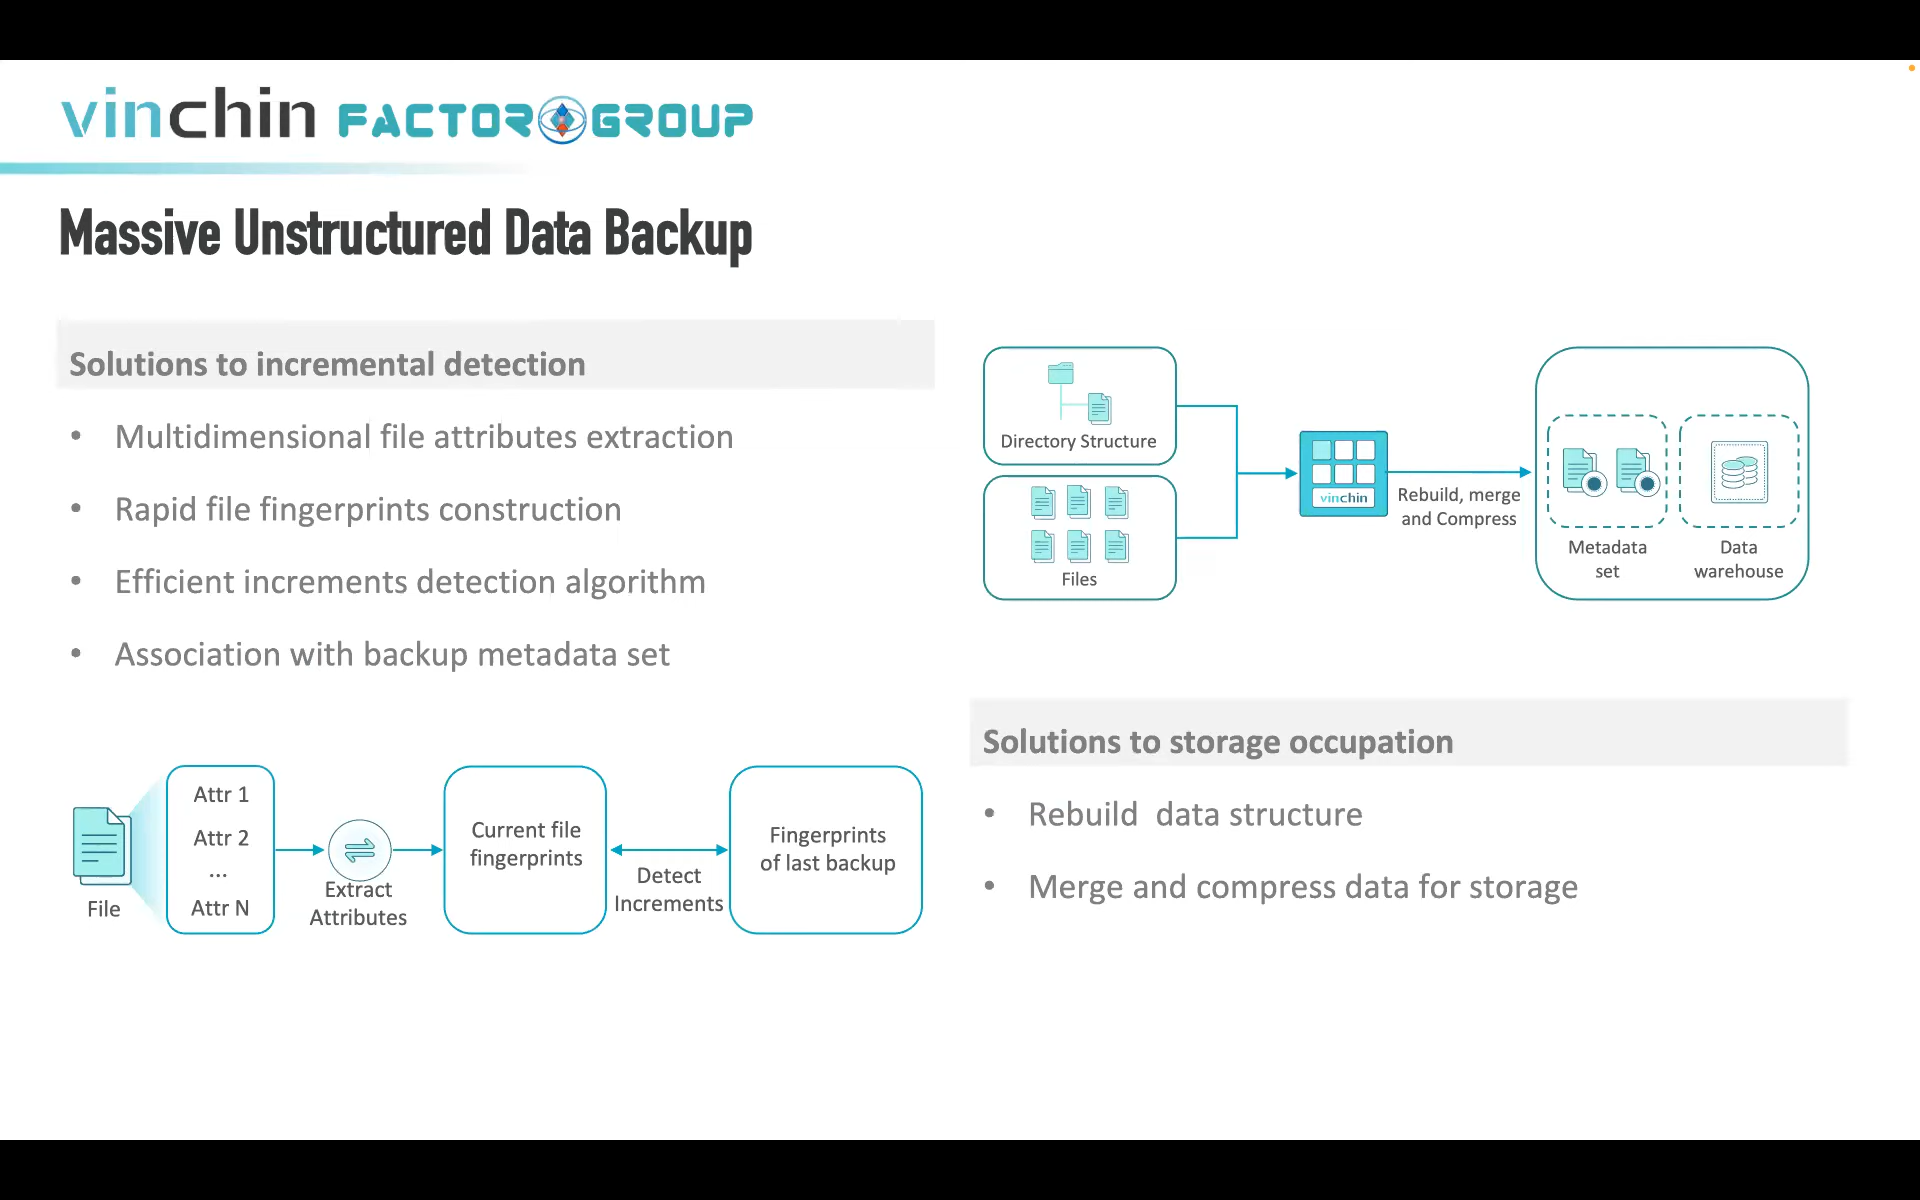 vinchin FACTOR GROUP
Massive Unstructured Data Backup
Solutions to incremental detection
• Multidimensional file attributes extraction
• Rapid file fingerprints construction
• Efficient increments detection algorithm
• Association with backup metadata set
File
Attr 1
Attr 2
...
Attr N
Extract
Attributes
Current file
fingerprints
Detect
Increments
Fingerprints
of last backup
Directory Structure
Files
vinchin
Rebuild, merge
and Compress
Metadata
set
Data
warehouse
Solutions to storage occupation
• Rebuild  data structure
• Merge and compress data for storage